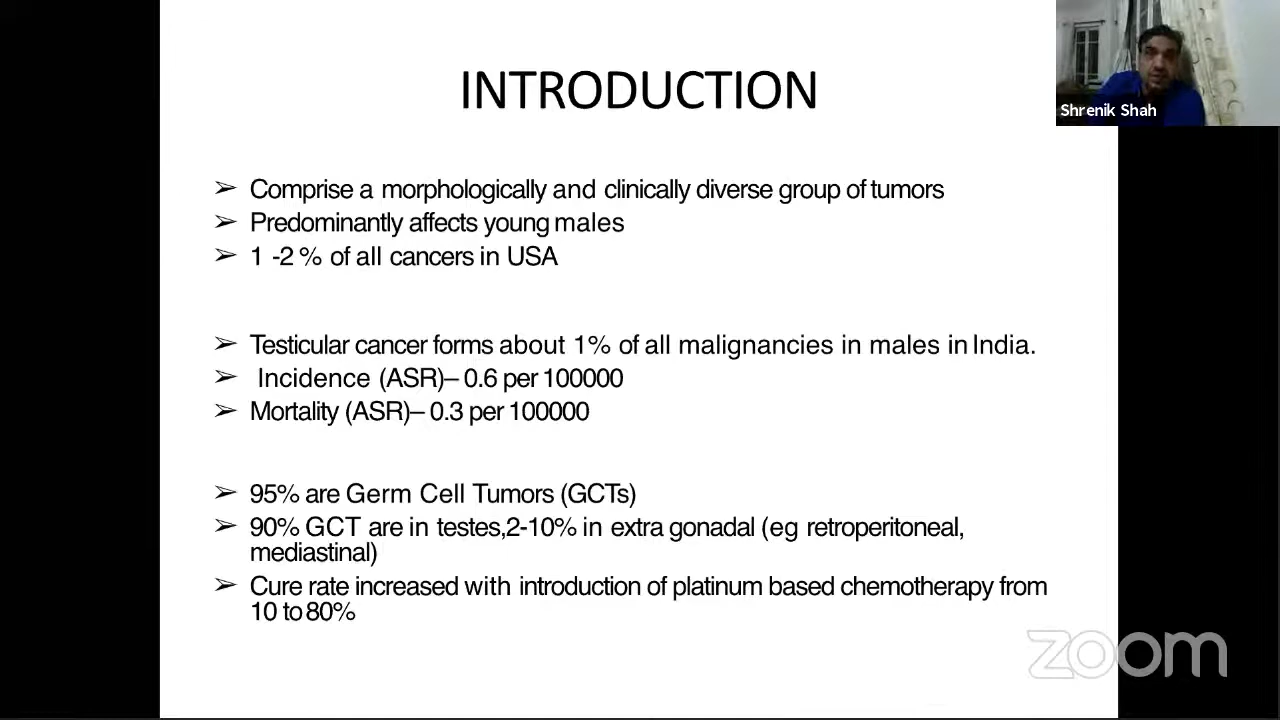 INTRODUCTION
Shrenik Shah
➢ Comprise a morphologically and clinically diverse group of tumors
➢ Predominantly affects young males
➢ 1 -2 % of all cancers in USA
➢ Testicular cancer forms about 1% of all malignancies in males in India.
➢ Incidence (ASR)– 0.6 per 100000
➢ Mortality (ASR)– 0.3 per 100000
➢ 95% are Germ Cell Tumors (GCTs)
➢ 90% GCT are in testes,2-10% in extra gonadal (eg retroperitoneal,
mediastinal)
➢ Cure rate increased with introduction of platinum based chemotherapy from
10 to 80%
zoom